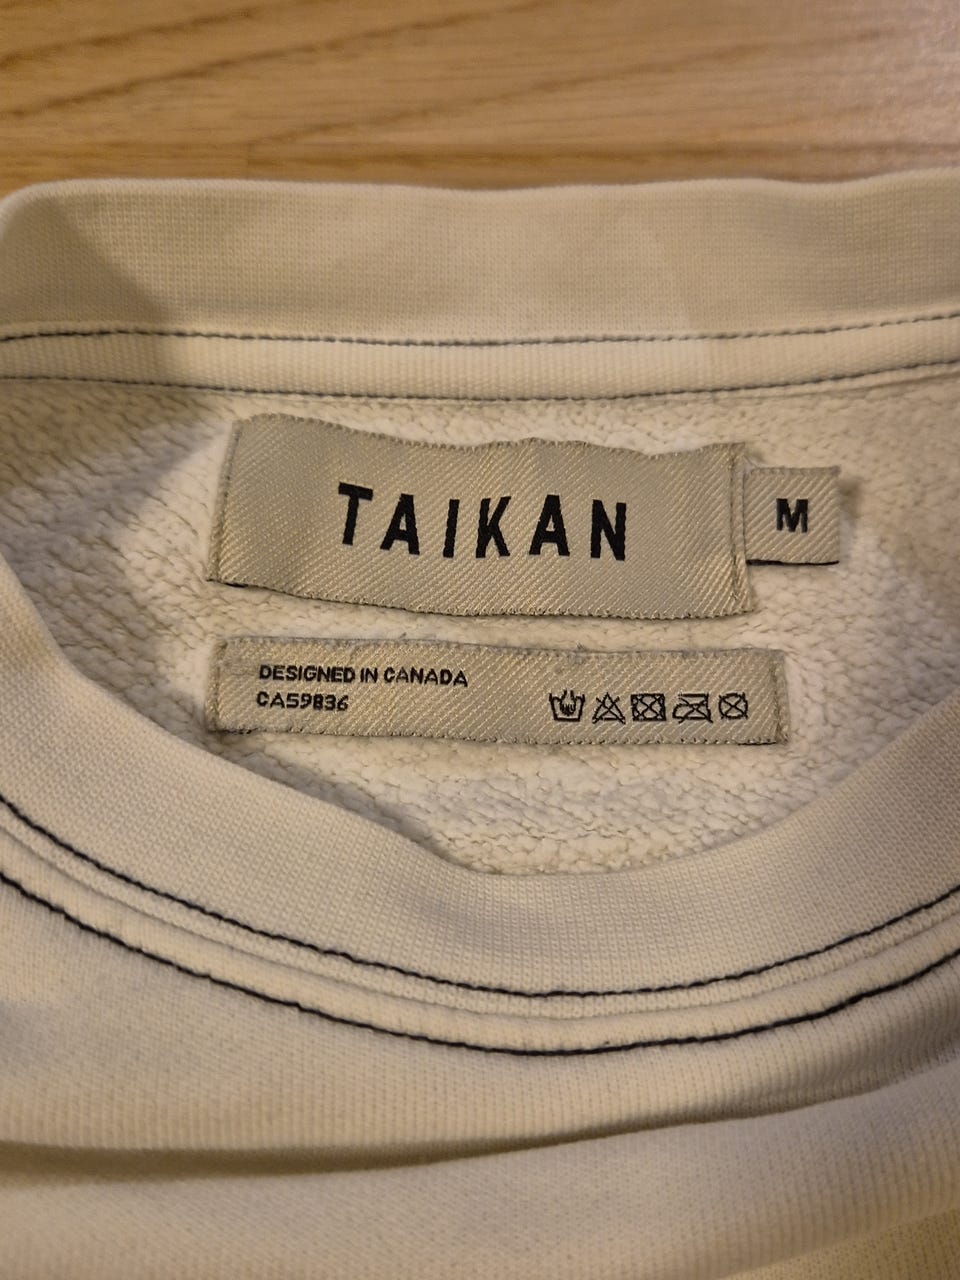 TAIKAN
M
DESIGNED IN CANADA
CA59836